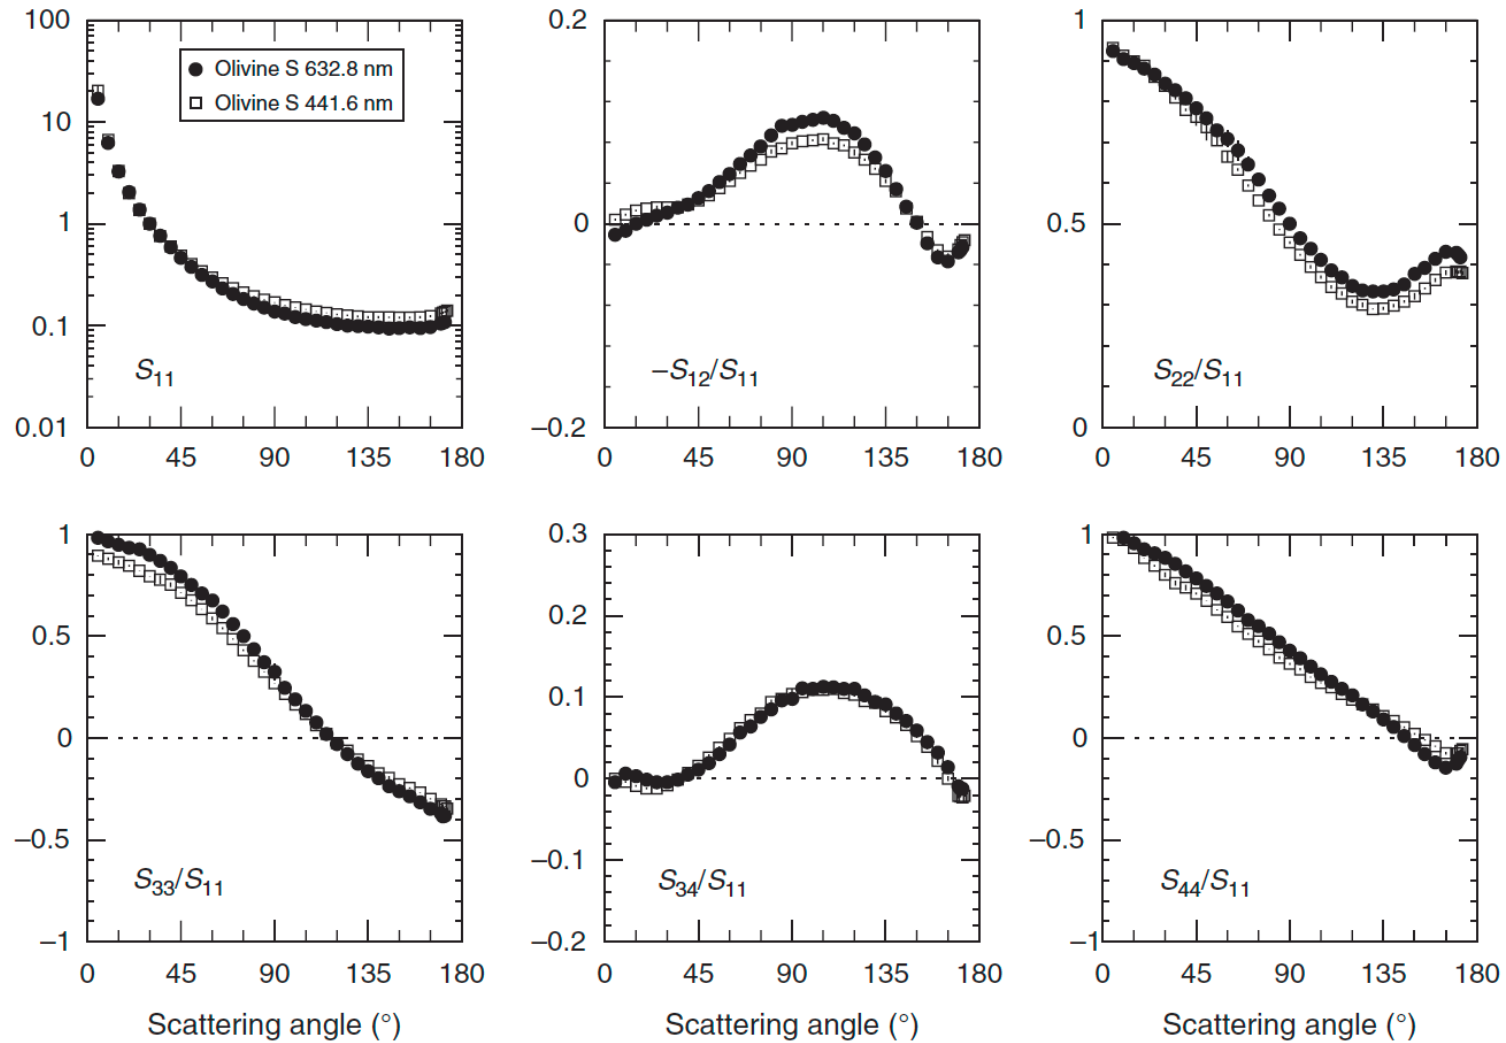 100
10
1
0.1
0.01
0 45 90 135 180
Olivine S 632.8 nm
Olivine S 441.6 nm
S11
0.2
0
−0.2
0 45 90 135 180
−S12/S11
1
0.5
0
0 45 90 135 180
S22/S11
1
0.5
0
−0.5
−1
0 45 90 135 180
S33/S11
Scattering angle (°)
0.3
0.2
0.1
0
−0.1
−0.2
0 45 90 135 180
S34/S11
Scattering angle (°)
1
0.5
0
−0.5
−1
0 45 90 135 180
S44/S11
Scattering angle (°)